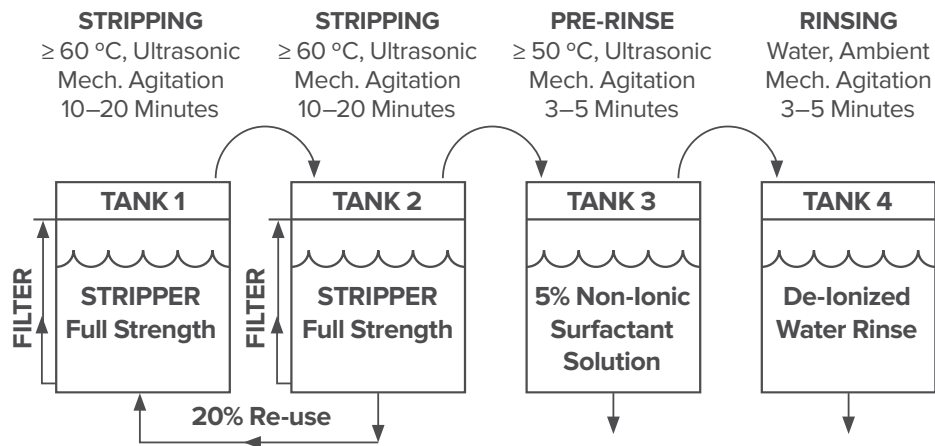 STRIPPING
≥ 60 ºC, Ultrasonic
Mech. Agitation
10–20 Minutes
STRIPPING
≥ 60 ºC, Ultrasonic
Mech. Agitation
10–20 Minutes
PRE-RINSE
≥ 50 ºC, Ultrasonic
Mech. Agitation
3–5 Minutes
RINSING
Water, Ambient
Mech. Agitation
3–5 Minutes
TANK 1
FILTER
STRIPPER
Full Strength
TANK 2
FILTER
STRIPPER
Full Strength
TANK 3
5% Non-Ionic
Surfactant
Solution
TANK 4
De-Ionized
Water Rinse
20% Re-use